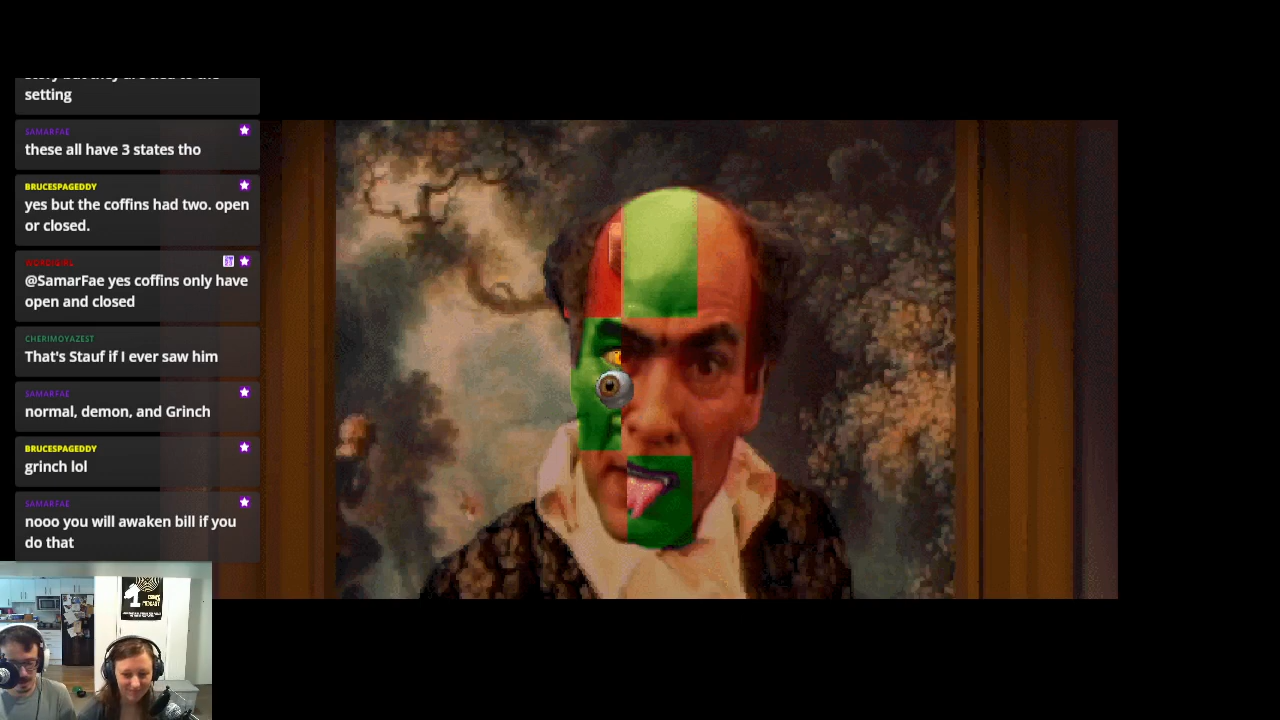 setting
SAMARFAE
these all have 3 states tho
BRUCESPAGEDDY
yes but the coffins had two. open
or closed.
WORDIGIRL
@SamarFae yes coffins only have
open and closed
CHERIMOYAZEST
That's Stauf if I ever saw him
SAMARFAE
normal, demon, and Grinch
BRUCESPAGEDDY
grinch lol
SAMARFAE
nooo you will awaken bill if you
do that